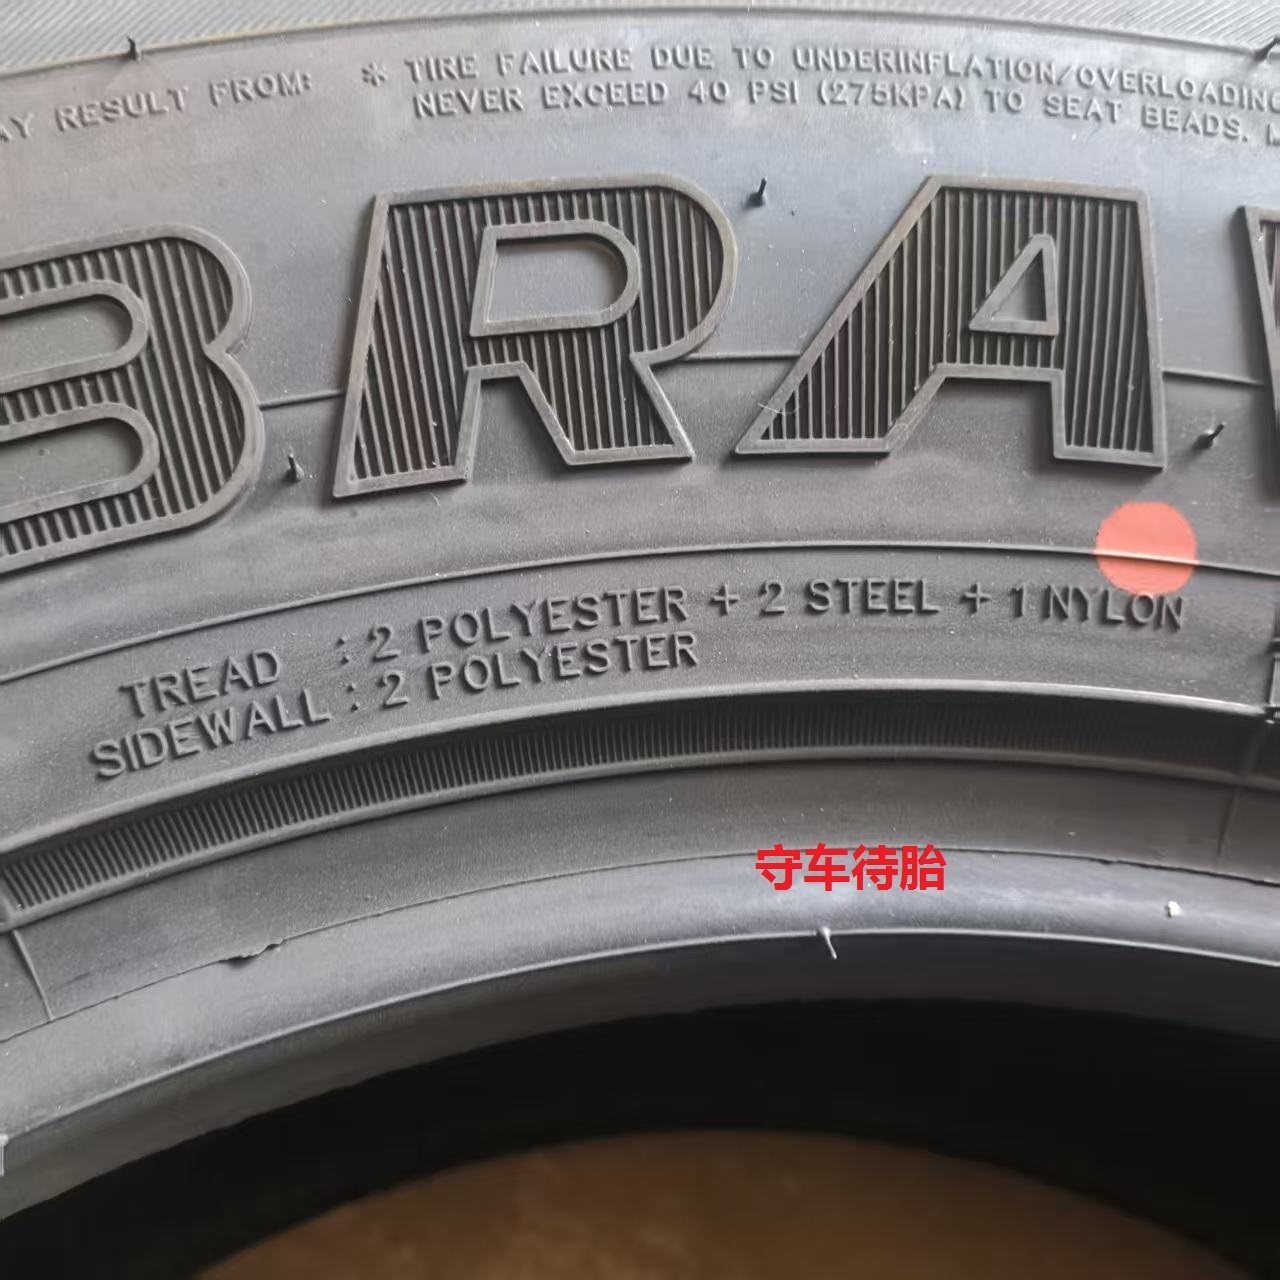 RESULT FROM: * TIRE FAILURE DUE TO UNDERINFLATION/OVERLOADING
NEVER EXCEED 40 PSI (275KPA) TO SEAT BEADS.
BRA
TREAD : 2 POLYESTER + 2 STEEL + 1 NYLON
SIDEWALL : 2 POLYESTER
守车待胎